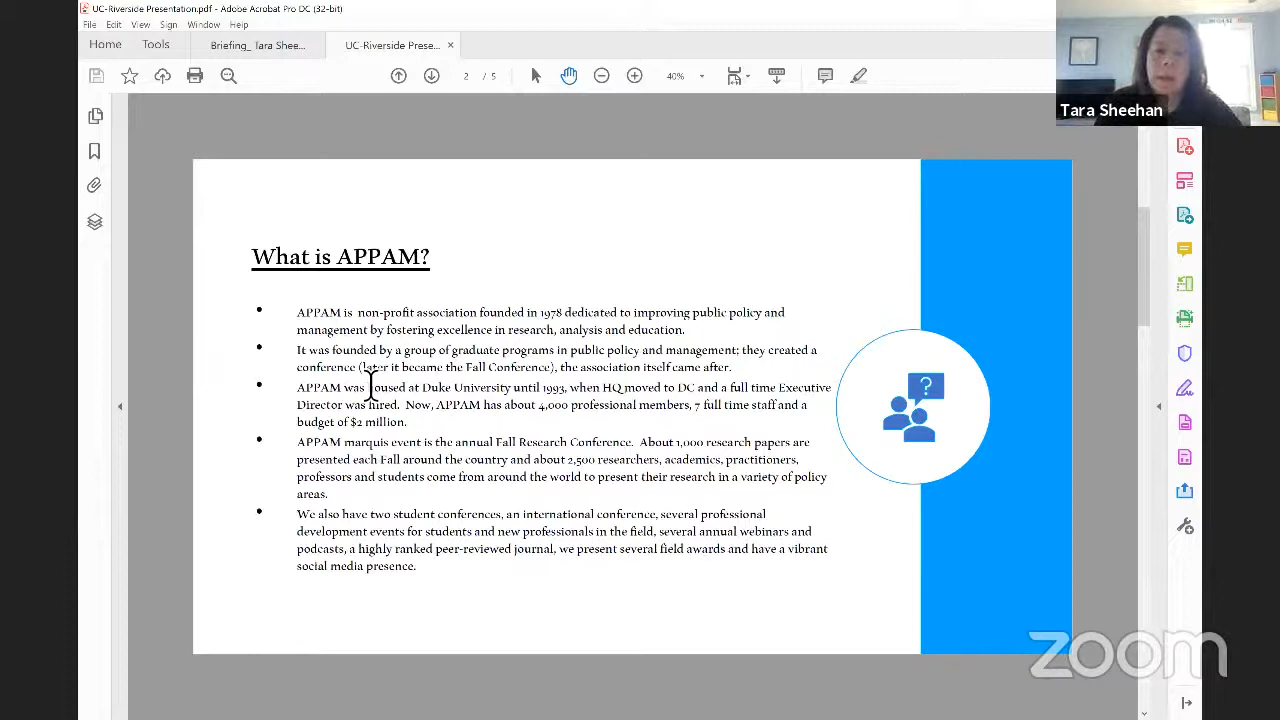 UC-Riverside Presentation.pdf - Adobe Acrobat Pro DC (32-bit)
File Edit View Sign Window Help
Home Tools Briefing_ Tara Shee... UC-Riverside Prese... ×
2 / 5 40%
Tara Sheehan
What is APPAM?
• APPAM is non-profit association founded in 1978 dedicated to improving public policy and
management by fostering excellence in research, analysis and education.
• It was founded by a group of graduate programs in public policy and management; they created a
conference (later it became the Fall Conference), the association itself came after.
• APPAM was housed at Duke University until 1993, when HQ moved to DC and a full time Executive
Director was hired. Now, APPAM has about 4,000 professional members, 7 full time staff and a
budget of $2 million.
• APPAM marquis event is the annual Fall Research Conference. About 1,000 research papers are
presented each Fall around the country and about 2,500 researchers, academics, practitioners,
professors and students come from around the world to present their research in a variety of policy
areas.
• We also have two student conferences, an international conference, several professional
development events for students and new professionals in the field, several annual webinars and
podcasts, a highly ranked peer-reviewed journal, we present several field awards and have a vibrant
social media presence.
?
zoom